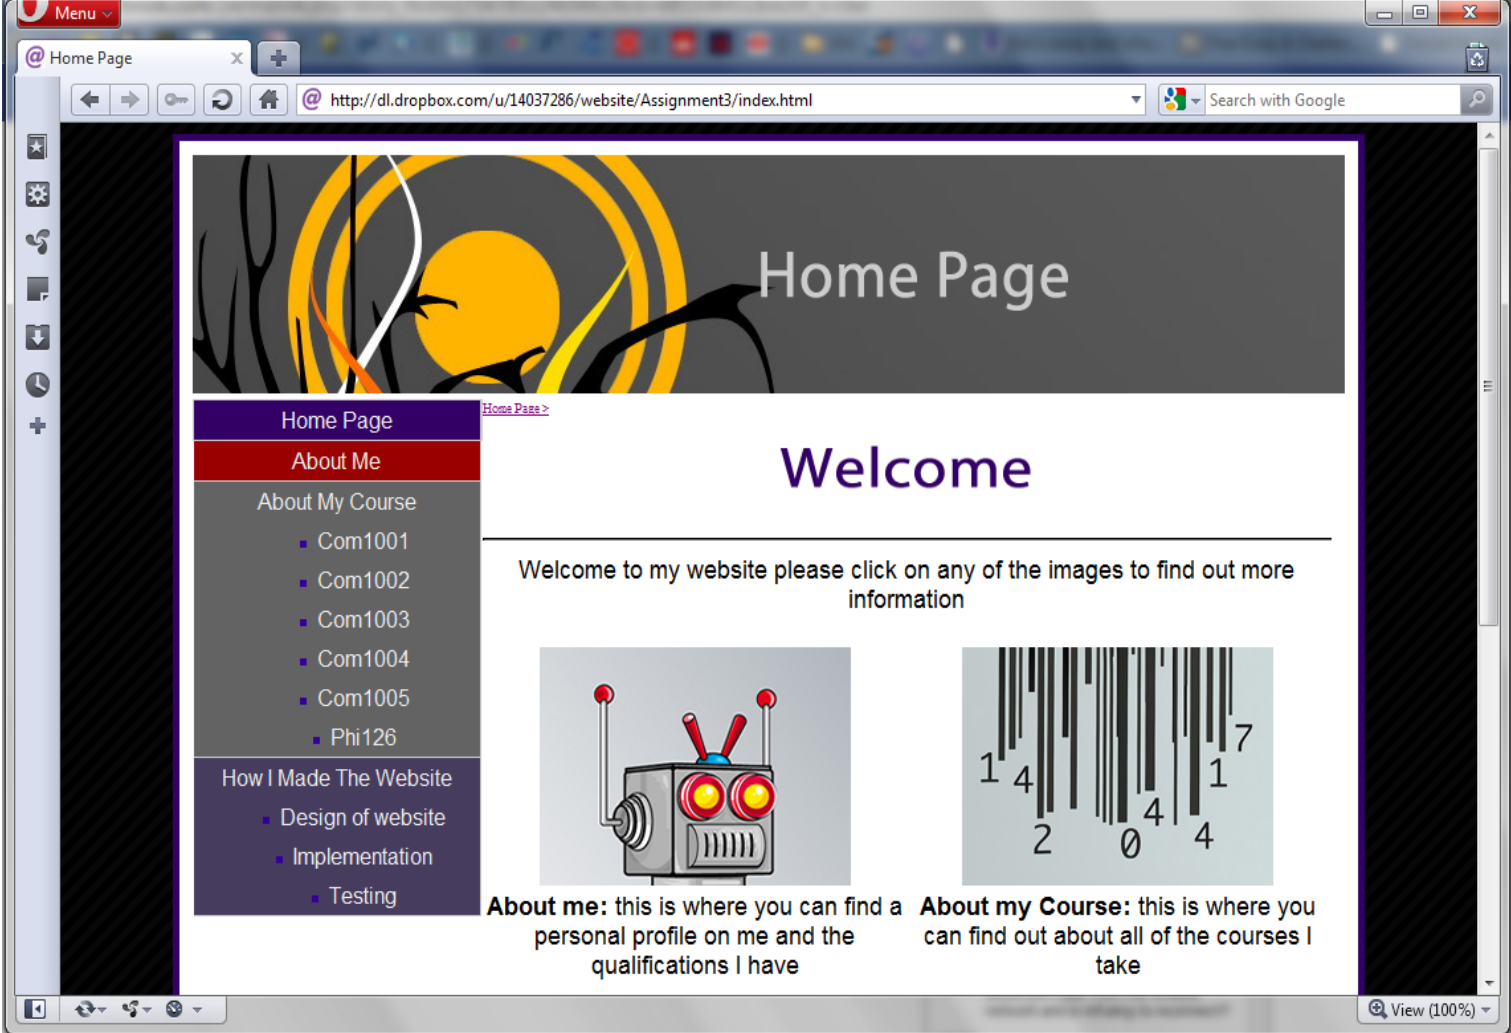 Menu
Home Page
http://dl.dropbox.com/u/14037286/website/Assignment3/index.html
Search with Google
Home Page
Home Page
About Me
About My Course
Com1001
Com1002
Com1003
Com1004
Com1005
Phi126
How I Made The Website
Design of website
Implementation
Testing
Home Page >
Welcome
Welcome to my website please click on any of the images to find out more
information
1 4 2 0 4 4 1 7
About me: this is where you can find a
personal profile on me and the
qualifications I have
About my Course: this is where you
can find out about all of the courses I
take
View (100%)